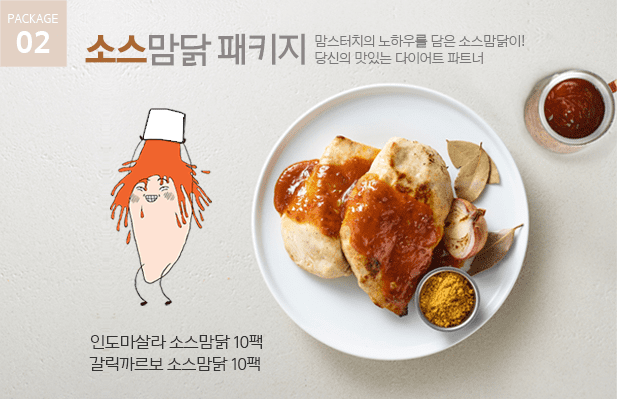 PACKAGE
02
소스맘닭 패키지
맘스터치의 노하우를 담은 소스맘닭이!
당신의 맛있는 다이어트 파트너
인도마살라 소스맘닭 10팩
갈릭까르보 소스맘닭 10팩